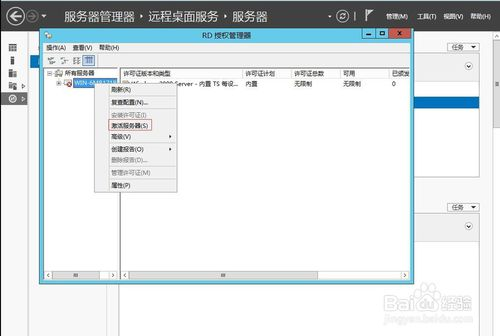 服务器管理器 · 远程桌面服务 · 服务器
管理(M) 工具(T) 视图(V) 帮助(H)
任务
RD 授权管理器
操作(A) 查看(V) 帮助(H)
所有服务器
许可证版本和类型 许可证计划 许可证总数 可用 已颁发
2000 Server - 内置 TS 每设... 内置 无限制 无限制 0
刷新(R)
复查配置(N)...
安装许可证(I)
激活服务器(S)
高级(V)
创建报告(O)
删除报告(D)...
管理许可证(M)
属性(P)
任务
Baidu 经验
jingyan.baidu.com